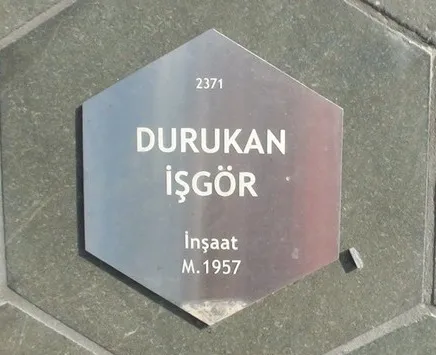 2371
DURUKAN
İŞGÖR
İnşaat
M.1957